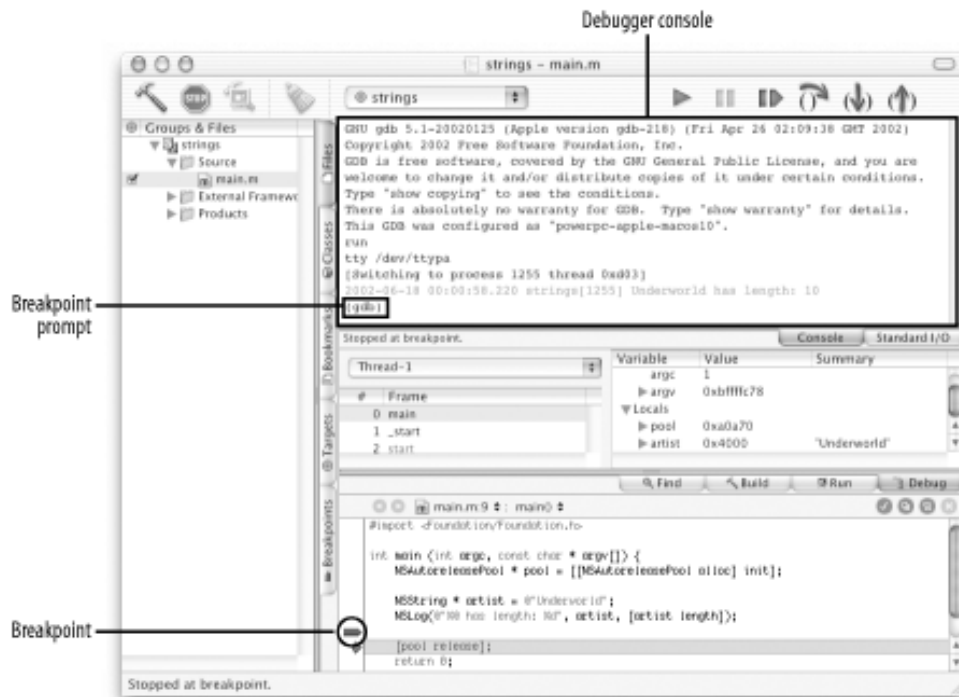 Debugger console
strings - main.m
STOP
strings
Groups & Files
strings
Source
main.m
External Framewo
Products
Files
Classes
Bookmarks
Targets
Breakpoints
GNU gdb 5.1-20020125 (Apple version gdb-218) (Fri Apr 26 02:09:38 GMT 2002)
Copyright 2002 Free Software Foundation, Inc.
GDB is free software, covered by the GNU General Public License, and you are
welcome to change it and/or distribute copies of it under certain conditions.
Type "show copying" to see the conditions.
There is absolutely no warranty for GDB.  Type "show warranty" for details.
This GDB was configured as "powerpc-apple-macos10".
run
tty /dev/ttypa
[Switching to process 1255 thread 0xd03]
2002-06-18 00:00:58.220 strings[1255] Underworld has length: 10
(gdb)
Breakpoint
prompt
Stopped at breakpoint.
Console
Standard I/O
Thread-1
# Frame
0 main
1 _start
2 start
Variable Value Summary
argc 1
argv 0xbffffc78
Locals
pool 0xa0a70
artist 0x4000 "Underworld"
Find
Build
Run
Debug
main.m:9 : main()
#import <Foundation/Foundation.h>
int main (int argc, const char * argv[]) {
NSAutoreleasePool * pool = [[NSAutoreleasePool alloc] init];
NSString * artist = @"Underworld";
NSLog(@"%@ has length: %d", artist, [artist length]);
Breakpoint
[pool release];
return 0;
Stopped at breakpoint.